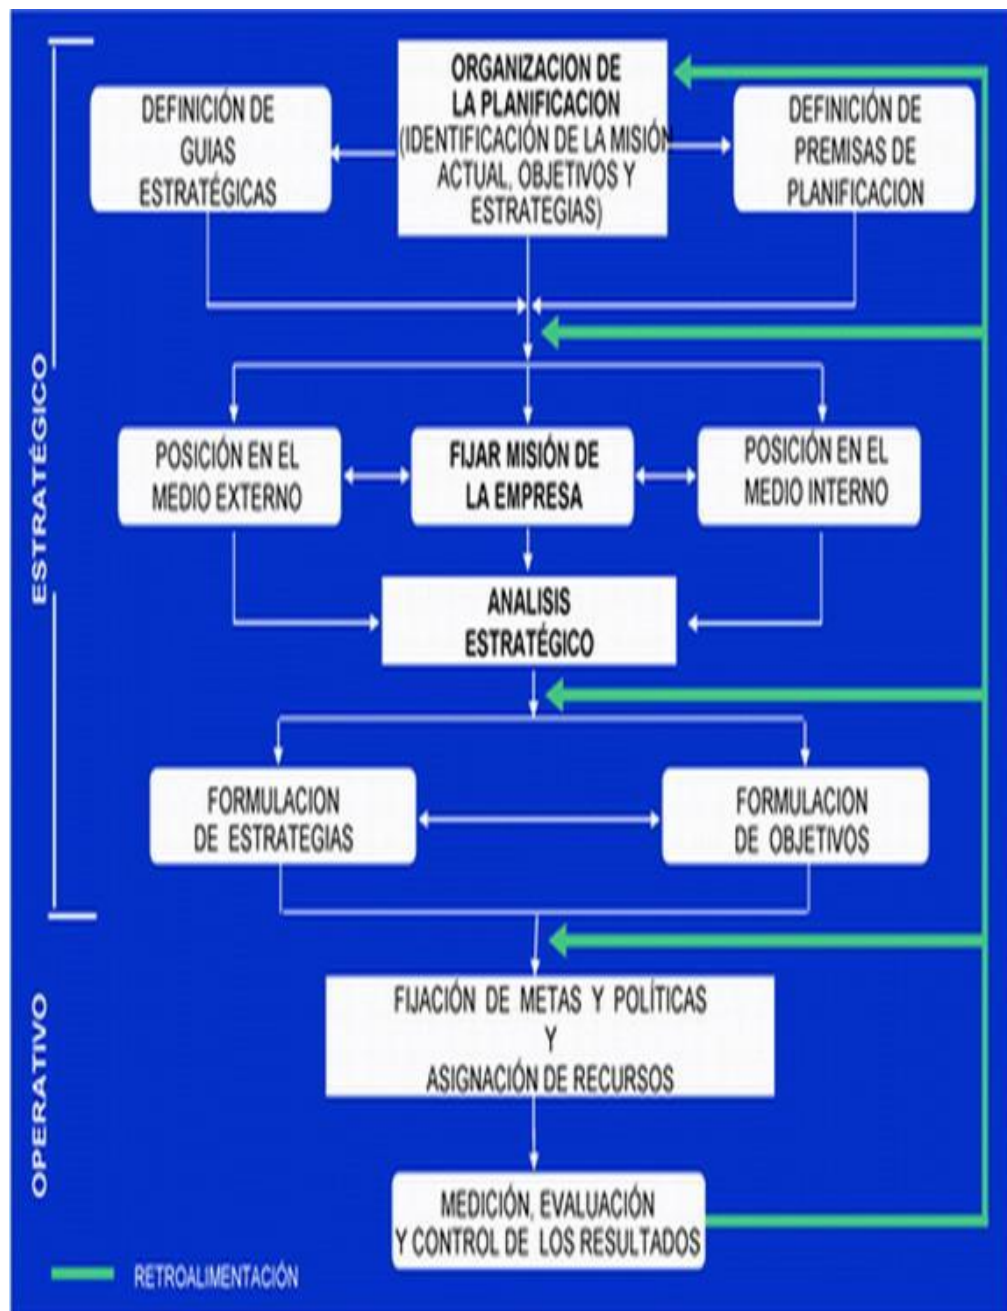 ORGANIZACION DE
LA PLANIFICACION
(IDENTIFICACIÓN DE LA MISIÓN
ACTUAL, OBJETIVOS Y
ESTRATEGIAS)
DEFINICIÓN DE
GUIAS
ESTRATÉGICAS
DEFINICIÓN DE
PREMISAS DE
PLANIFICACION
ESTRATÉGICO
POSICIÓN EN EL
MEDIO EXTERNO
FIJAR MISIÓN DE
LA EMPRESA
POSICIÓN EN EL
MEDIO INTERNO
ANALISIS
ESTRATÉGICO
FORMULACION
DE ESTRATEGIAS
FORMULACION
DE OBJETIVOS
OPERATIVO
FIJACIÓN DE METAS Y POLÍTICAS
Y
ASIGNACIÓN DE RECURSOS
MEDICIÓN, EVALUACIÓN
Y CONTROL DE LOS RESULTADOS
RETROALIMENTACIÓN